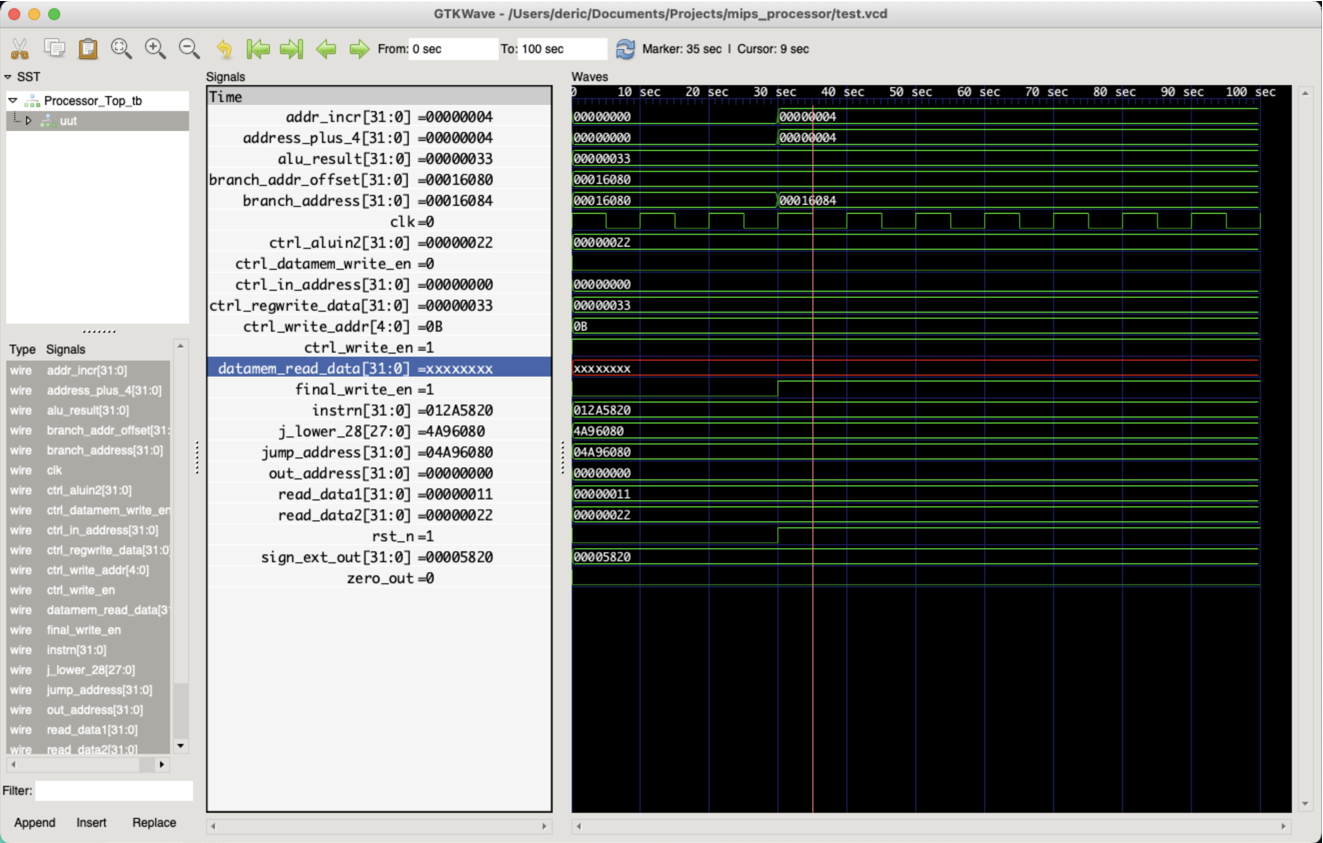 GTKWave - /Users/deric/Documents/Projects/mips_processor/test.vcd
From: 0 sec To: 100 sec Marker: 35 sec | Cursor: 9 sec
SST
Processor_Top_tb
uut
Type Signals
wire addr_incr[31:0]
wire address_plus_4[31:0]
wire alu_result[31:0]
wire branch_addr_offset[31:
wire branch_address[31:0]
wire clk
wire ctrl_aluin2[31:0]
wire ctrl_datamem_write_en
wire ctrl_in_address[31:0]
wire ctrl_regwrite_data[31:0]
wire ctrl_write_addr[4:0]
wire ctrl_write_en
wire datamem_read_data[3
wire final_write_en
wire instrn[31:0]
wire j_lower_28[27:0]
wire jump_address[31:0]
wire out_address[31:0]
wire read_data1[31:0]
wire read_data2[31:0]
Filter:
Append Insert Replace
Signals
Time
addr_incr[31:0] =00000004
address_plus_4[31:0] =00000004
alu_result[31:0] =00000033
branch_addr_offset[31:0] =00016080
branch_address[31:0] =00016084
clk=0
ctrl_aluin2[31:0] =00000022
ctrl_datamem_write_en =0
ctrl_in_address[31:0] =00000000
ctrl_regwrite_data[31:0] =00000033
ctrl_write_addr[4:0] =0B
ctrl_write_en =1
datamem_read_data[31:0] =xxxxxxxx
final_write_en =1
instrn[31:0] =012A5820
j_lower_28[27:0] =4A96080
jump_address[31:0] =04A96080
out_address[31:0] =00000000
read_data1[31:0] =00000011
read_data2[31:0] =00000022
rst_n=1
sign_ext_out[31:0] =00005820
zero_out =0
Waves
0 10 sec 20 sec 30 sec 40 sec 50 sec 60 sec 70 sec 80 sec 90 sec 100 sec
00000000 00000004
00000000 00000004
00000033
00016080
00016080 00016084
00000022
00000000
00000033
0B
xxxxxxxx
012A5820
4A96080
04A96080
00000000
00000011
00000022
00005820